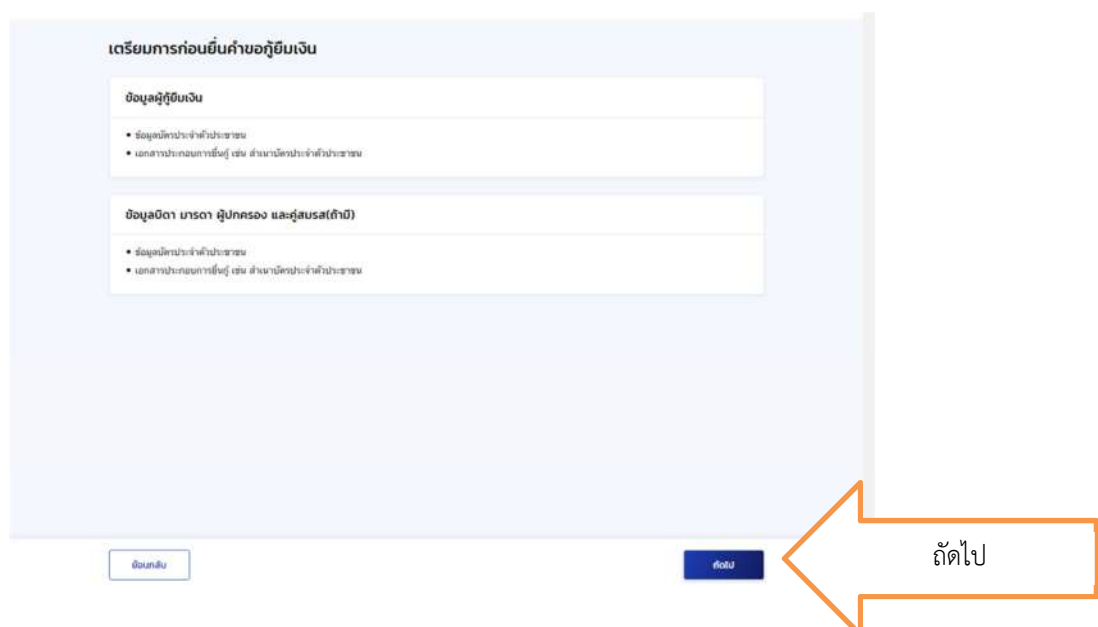 เตรียมการก่อนยื่นคำขอกู้ยืมเงิน
ข้อมูลผู้กู้ยืมเงิน
• ข้อมูลบัตรประจำตัวประชาชน
• เอกสารประกอบการยื่นกู้ เช่น สำเนาบัตรประจำตัวประชาชน
ข้อมูลบิดา มารดา ผู้ปกครอง และคู่สมรส(ถ้ามี)
• ข้อมูลบัตรประจำตัวประชาชน
• เอกสารประกอบการยื่นกู้ เช่น สำเนาบัตรประจำตัวประชาชน
ย้อนกลับ
ถัดไป
ถัดไป